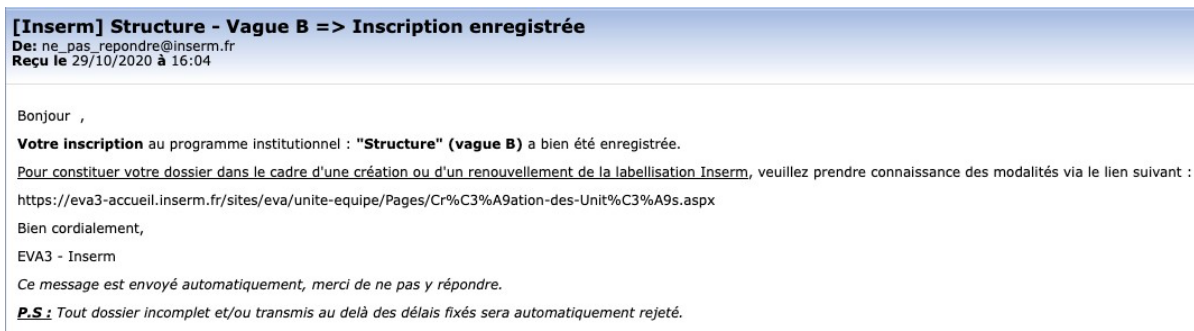 [Inserm] Structure - Vague B => Inscription enregistrée
De: ne_pas_repondre@inserm.fr
Reçu le 29/10/2020 à 16:04
Bonjour ,
Votre inscription au programme institutionnel : "Structure" (vague B) a bien été enregistrée.
Pour constituer votre dossier dans le cadre d'une création ou d'un renouvellement de la labellisation Inserm, veuillez prendre connaissance des modalités via le lien suivant :
https://eva3-accueil.inserm.fr/sites/eva/unite-equipe/Pages/Cr%C3%A9ation-des-Unit%C3%A9s.aspx
Bien cordialement,
EVA3 - Inserm
Ce message est envoyé automatiquement, merci de ne pas y répondre.
P.S : Tout dossier incomplet et/ou transmis au delà des délais fixés sera automatiquement rejeté.